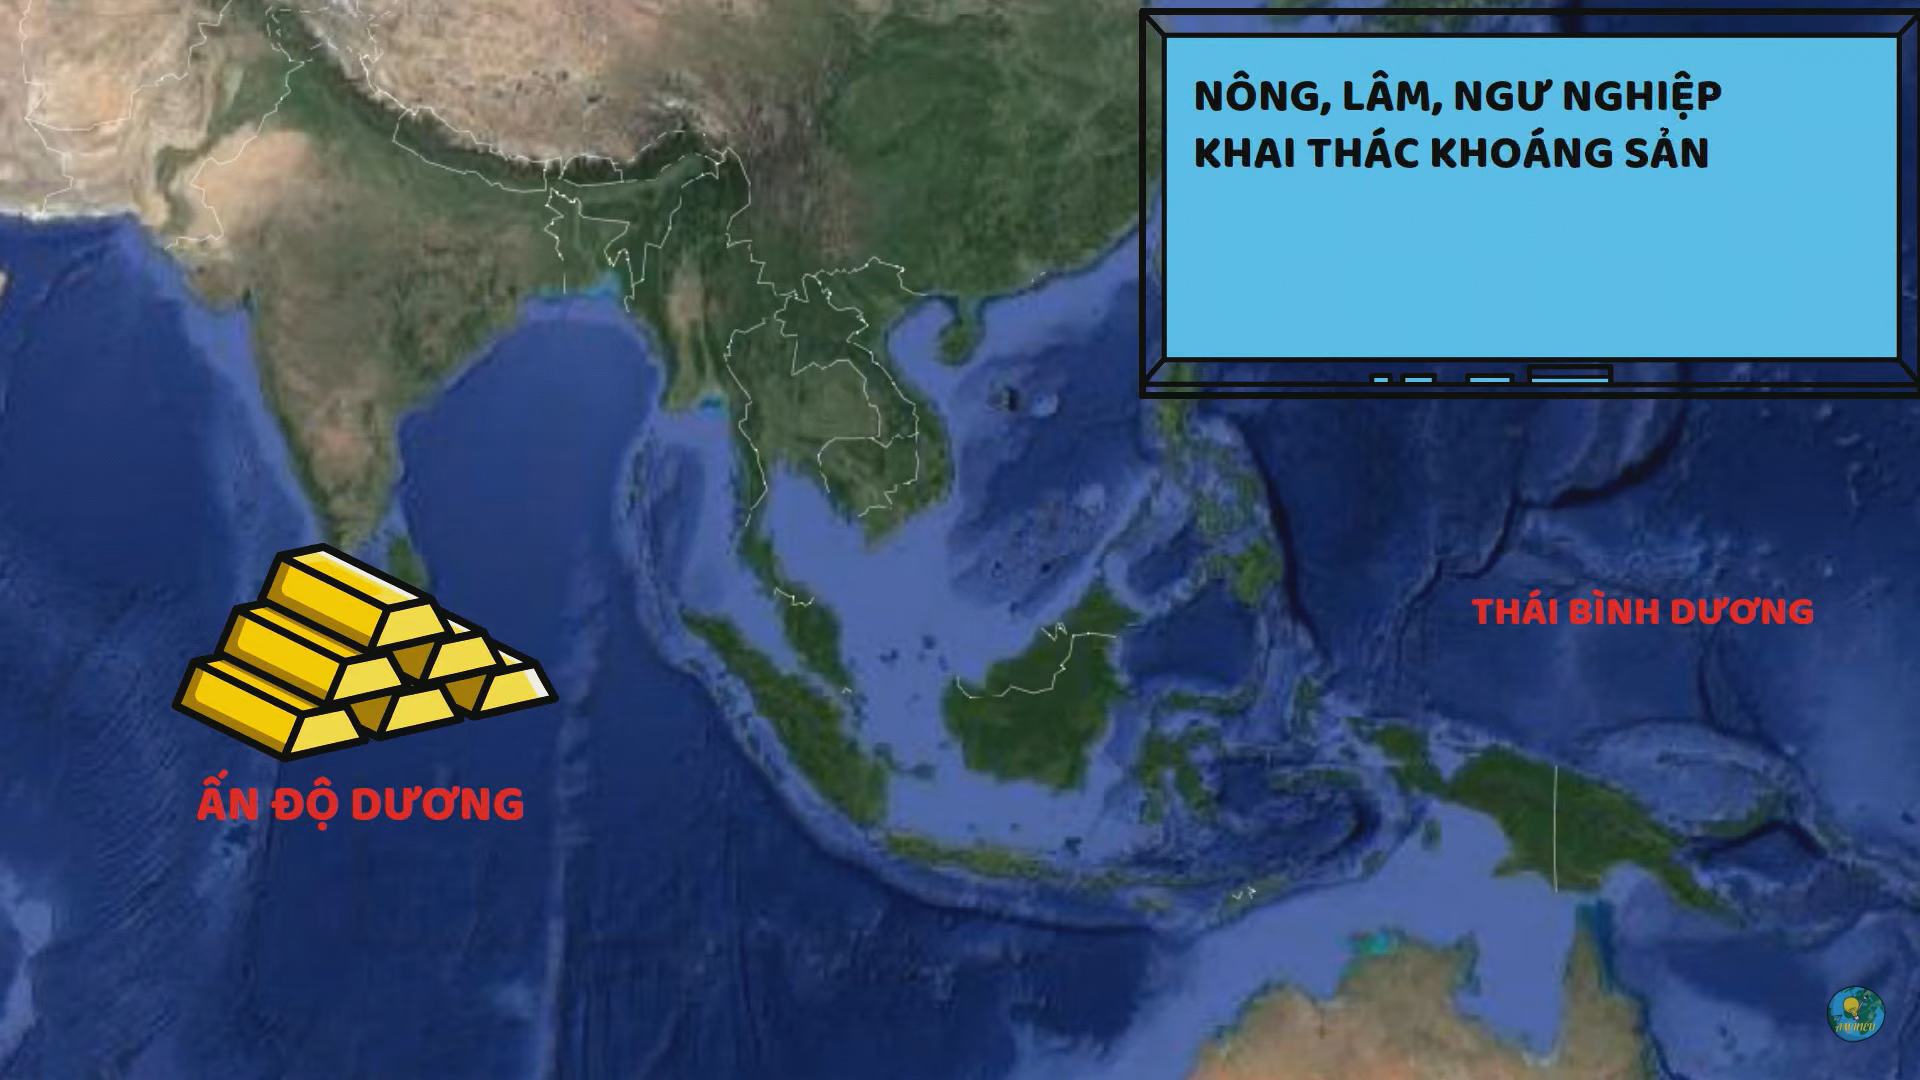 NÔNG, LÂM, NGƯ NGHIỆP
KHAI THÁC KHOÁNG SẢN
THÁI BÌNH DƯƠNG
ẤN ĐỘ DƯƠNG